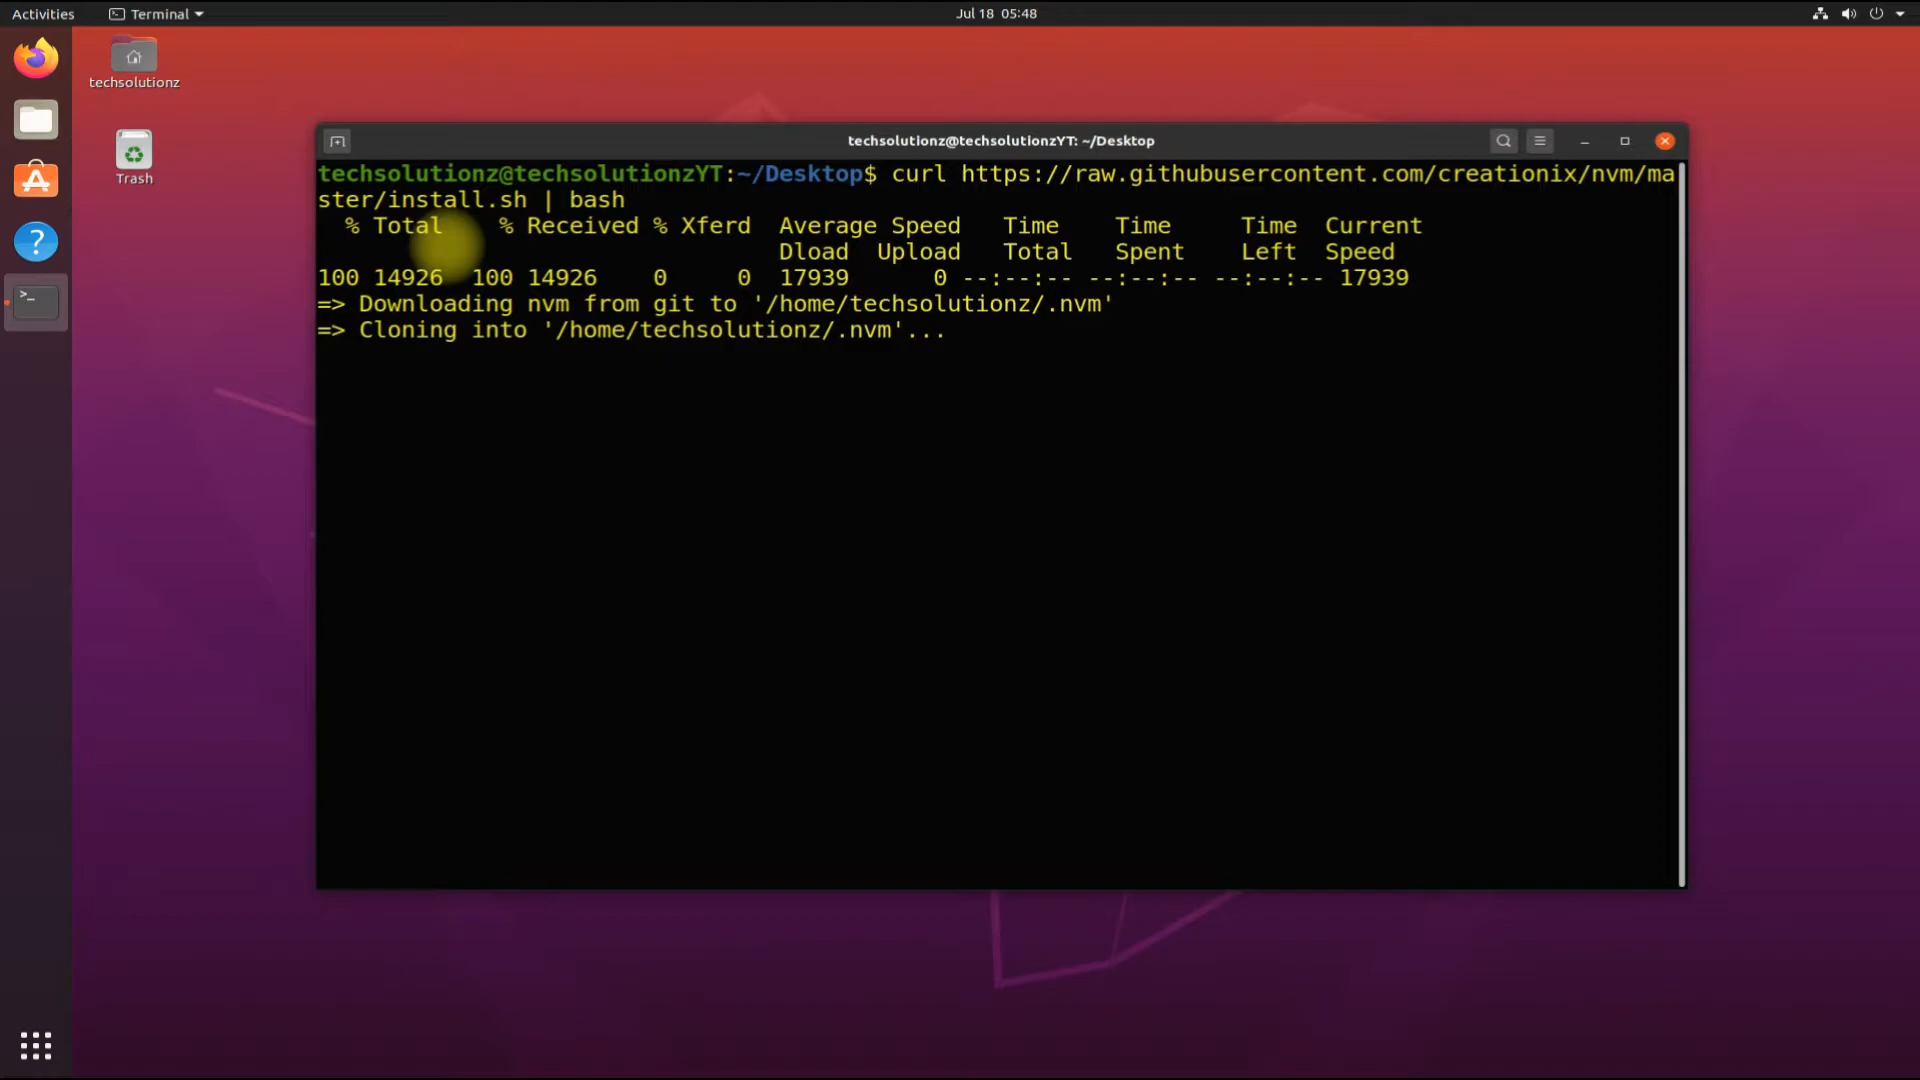 Activities
Terminal
Jul 18 05:48
techsolutionz
Trash
techsolutionz@techsolutionzYT: ~/Desktop
techsolutionz@techsolutionzYT:~/Desktop$ curl https://raw.githubusercontent.com/creationix/nvm/ma
ster/install.sh | bash
% Total % Received % Xferd Average Speed Time Time Time Current
Dload Upload Total Spent Left Speed
100 14926 100 14926 0 0 17939 0 --:--:-- --:--:-- --:--:-- 17939
=> Downloading nvm from git to '/home/techsolutionz/.nvm'
=> Cloning into '/home/techsolutionz/.nvm'...